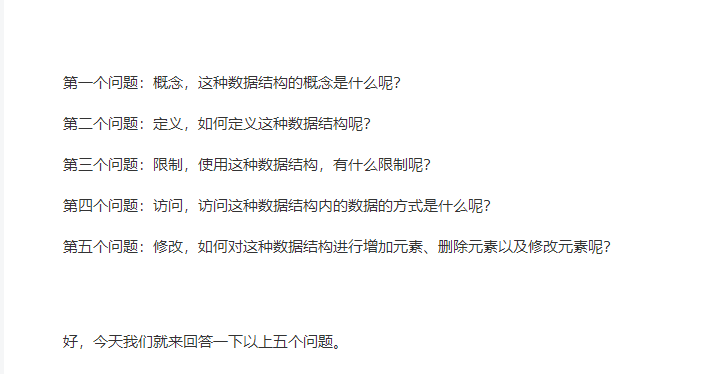 第一个问题：概念，这种数据结构的概念是什么呢？
第二个问题：定义，如何定义这种数据结构呢？
第三个问题：限制，使用这种数据结构，有什么限制呢？
第四个问题：访问，访问这种数据结构内的数据的方式是什么呢？
第五个问题：修改，如何对这种数据结构进行增加元素、删除元素以及修改元素呢？
好，今天我们就来回答一下以上五个问题。